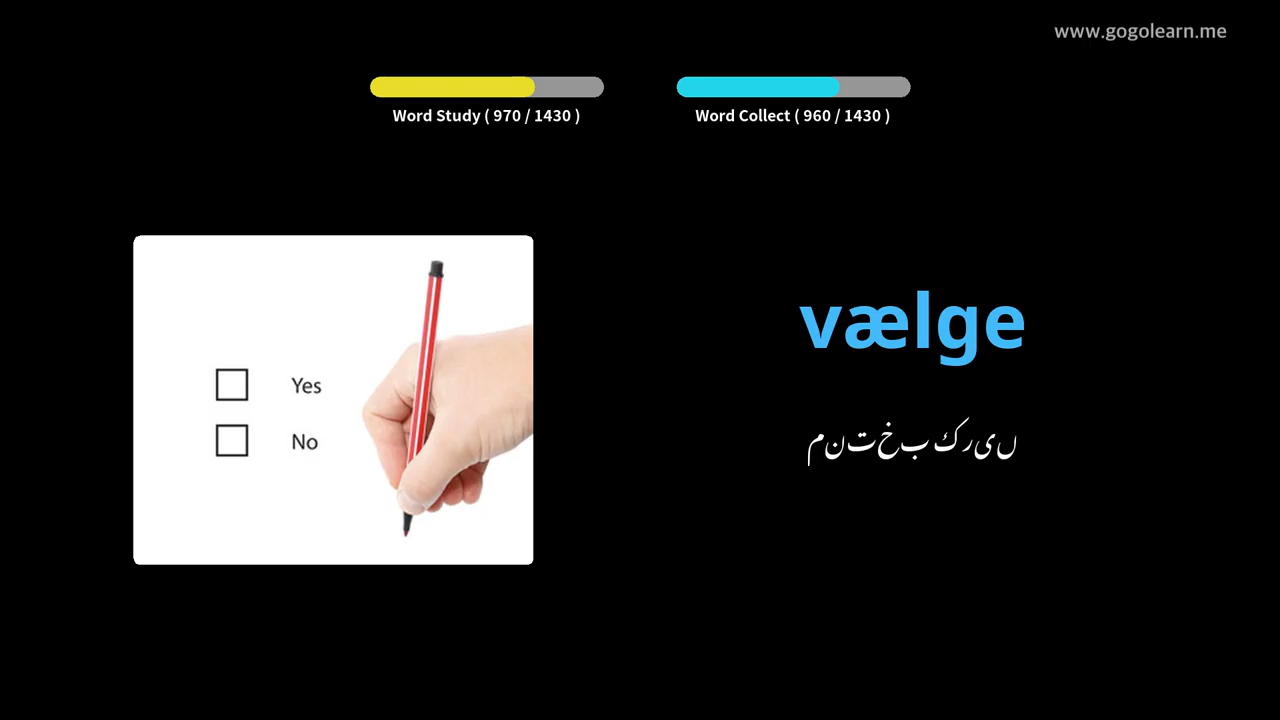 www.gogolearn.me
Word Study ( 970 / 1430 )
Word Collect ( 960 / 1430 )
Yes
No
vælge
منتخب کریں